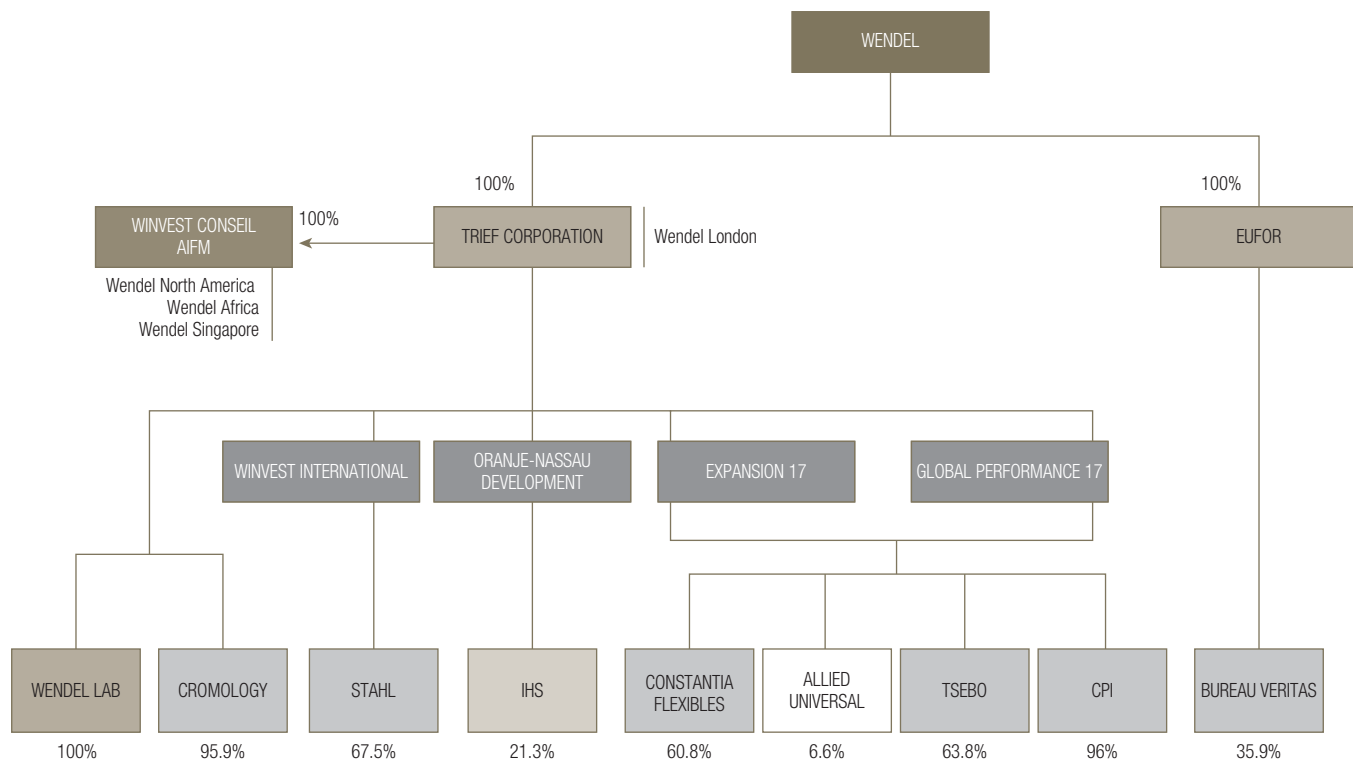 WENDEL
100%
100%
WINVEST CONSEIL
AIFM
100%
TRIEF CORPORATION
Wendel London
EUFOR
Wendel North America
Wendel Africa
Wendel Singapore
WINVEST INTERNATIONAL
ORANJE-NASSAU
DEVELOPMENT
EXPANSION 17
GLOBAL PERFORMANCE 17
WENDEL LAB
CROMOLOGY
STAHL
IHS
CONSTANTIA
FLEXIBLES
ALLIED
UNIVERSAL
TSEBO
CPI
BUREAU VERITAS
100%
95.9%
67.5%
21.3%
60.8%
6.6%
63.8%
96%
35.9%